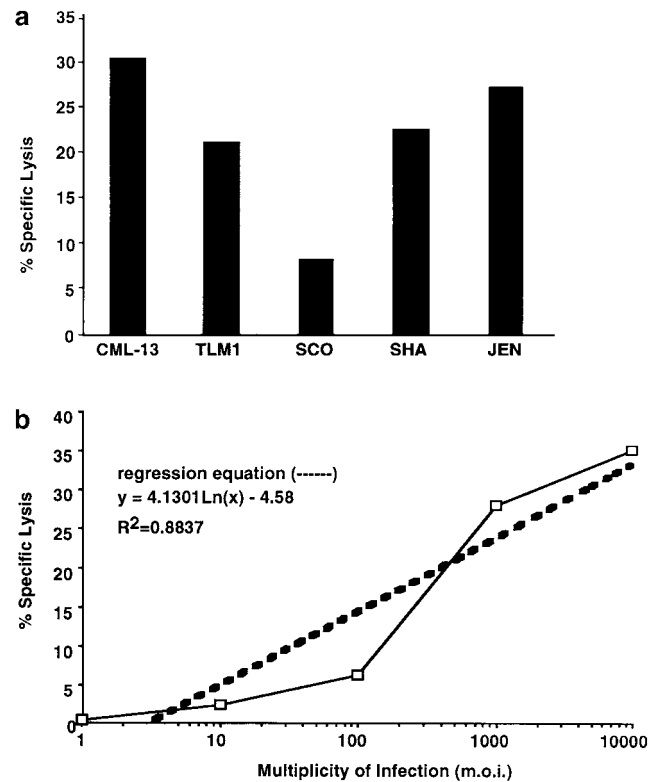 a
35
30
25
20
15
10
5
0
% Specific Lysis
CML-13 TLM1 SCO SHA JEN
b
40
35
30
25
20
15
10
5
0
% Specific Lysis
regression equation (------)
y = 4.1301Ln(x) - 4.58
R²=0.8837
1 10 100 1000 10000
Multiplicity of Infection (m.o.i.)